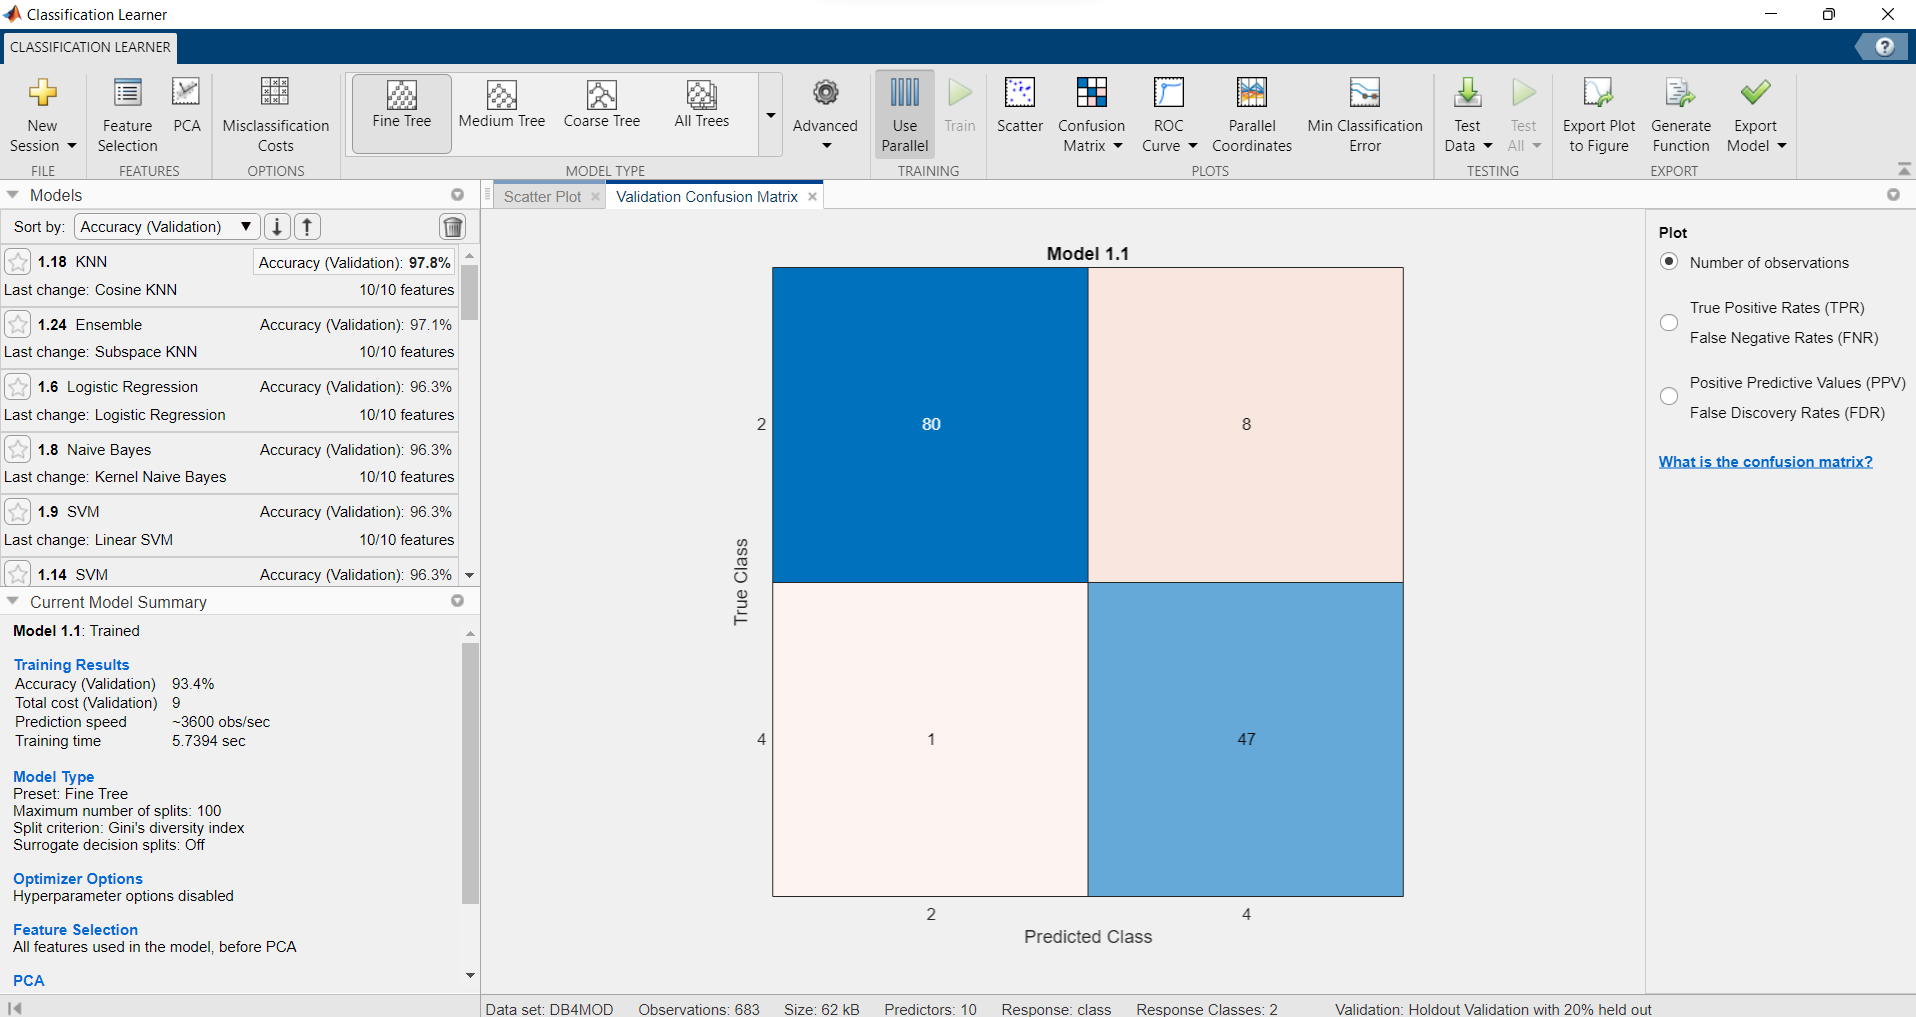 Classification Learner
CLASSIFICATION LEARNER
New Session
Feature Selection
PCA
Misclassification Costs
Fine Tree
Medium Tree
Coarse Tree
All Trees
Advanced
Use Parallel
Train
Scatter
Confusion Matrix
ROC Curve
Parallel Coordinates
Min Classification Error
Test Data
Test All
Export Plot to Figure
Generate Function
Export Model
FILE
FEATURES
OPTIONS
MODEL TYPE
TRAINING
PLOTS
TESTING
EXPORT
Models
Sort by: Accuracy (Validation)
1.18 KNN Accuracy (Validation): 97.8%
Last change: Cosine KNN 10/10 features
1.24 Ensemble Accuracy (Validation): 97.1%
Last change: Subspace KNN 10/10 features
1.6 Logistic Regression Accuracy (Validation): 96.3%
Last change: Logistic Regression 10/10 features
1.8 Naive Bayes Accuracy (Validation): 96.3%
Last change: Kernel Naive Bayes 10/10 features
1.9 SVM Accuracy (Validation): 96.3%
Last change: Linear SVM 10/10 features
1.14 SVM Accuracy (Validation): 96.3%
Current Model Summary
Model 1.1: Trained
Training Results
Accuracy (Validation) 93.4%
Total cost (Validation) 9
Prediction speed ~3600 obs/sec
Training time 5.7394 sec
Model Type
Preset: Fine Tree
Maximum number of splits: 100
Split criterion: Gini's diversity index
Surrogate decision splits: Off
Optimizer Options
Hyperparameter options disabled
Feature Selection
All features used in the model, before PCA
PCA
Scatter Plot
Validation Confusion Matrix
Model 1.1
2 80 8
True Class
4 1 47
2 4
Predicted Class
Plot
Number of observations
True Positive Rates (TPR)
False Negative Rates (FNR)
Positive Predictive Values (PPV)
False Discovery Rates (FDR)
What is the confusion matrix?
Data set: DB4MOD Observations: 683 Size: 62 kB Predictors: 10 Response: class Response Classes: 2 Validation: Holdout Validation with 20% held out